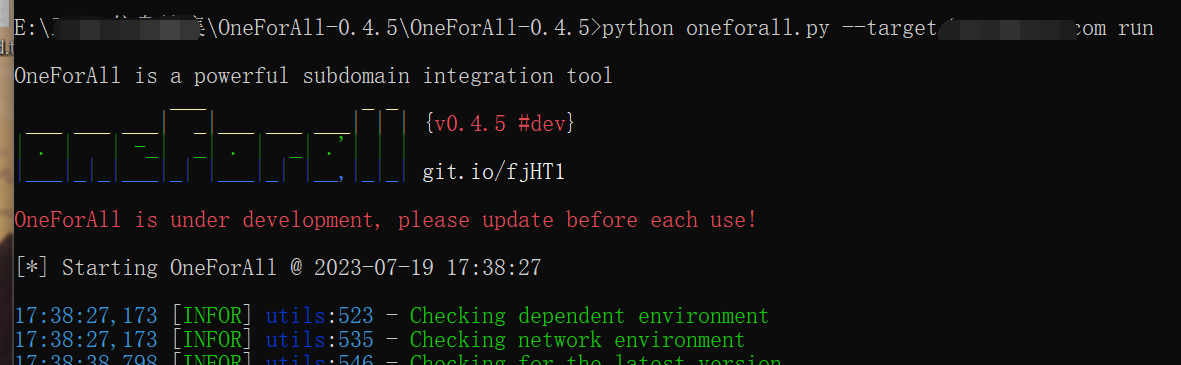 E:\ \OneForAll-0.4.5\OneForAll-0.4.5>python oneforall.py --target com run
OneForAll is a powerful subdomain integration tool
oneforall {v0.4.5 #dev}
git.io/fjHT1
OneForAll is under development, please update before each use!
[*] Starting OneForAll @ 2023-07-19 17:38:27
17:38:27,173 [INFOR] utils:523 - Checking dependent environment
17:38:27,173 [INFOR] utils:535 - Checking network environment
17:38:38,798 [INFOR] utils:546 - Checking for the latest version